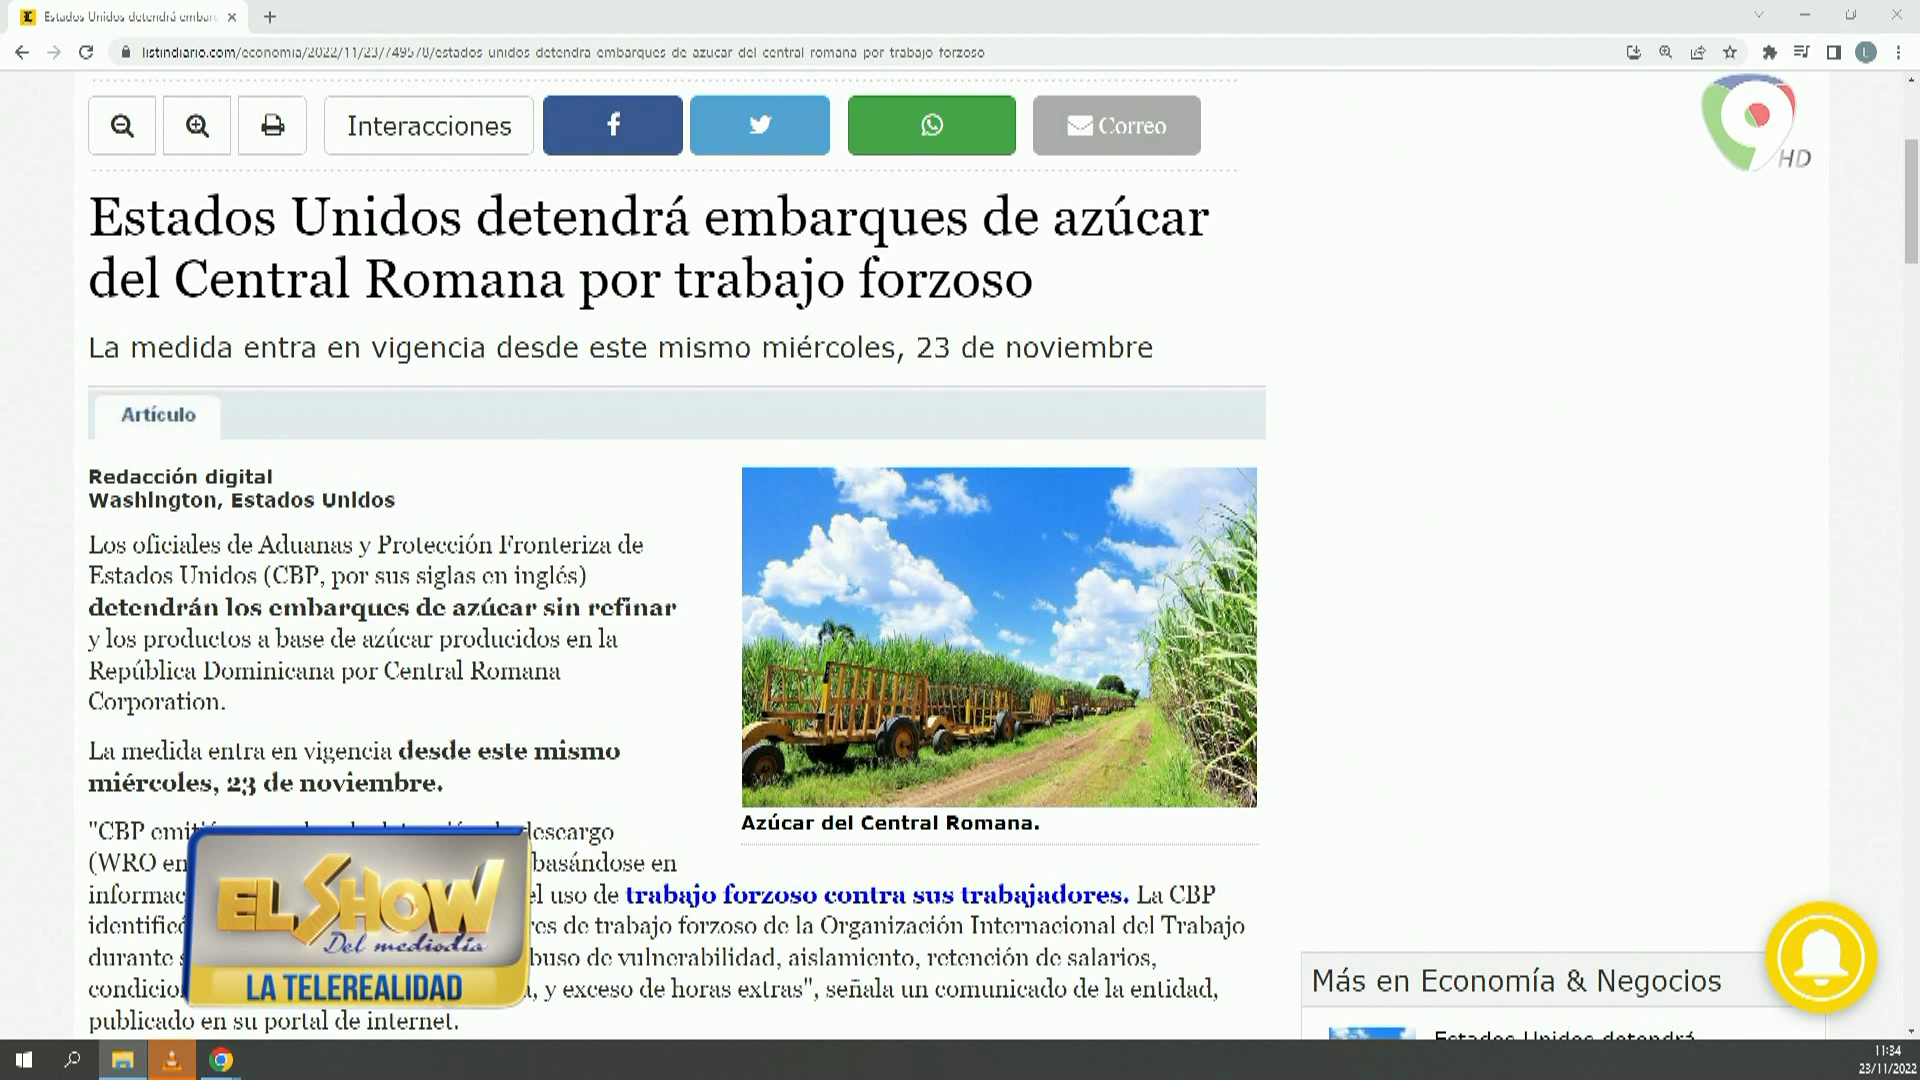 Estados Unidos detendrá embarc
listindiario.com/economia/2022/11/23/749578/estados-unidos-detendra-embarques-de-azucar-del-central-romana-por-trabajo-forzoso
L
Interacciones
Correo
HD
Estados Unidos detendrá embarques de azúcar
del Central Romana por trabajo forzoso
La medida entra en vigencia desde este mismo miércoles, 23 de noviembre
Artículo
Redacción digital
Washington, Estados Unidos
Los oficiales de Aduanas y Protección Fronteriza de
Estados Unidos (CBP, por sus siglas en inglés)
detendrán los embarques de azúcar sin refinar
y los productos a base de azúcar producidos en la
República Dominicana por Central Romana
Corporation.
La medida entra en vigencia desde este mismo
miércoles, 23 de noviembre.
Azúcar del Central Romana.
"CBP descargo
(WRO en basándose en
informac el uso de trabajo forzoso contra sus trabajadores. La CBP
identificó res de trabajo forzoso de la Organización Internacional del Trabajo
durante s buso de vulnerabilidad, aislamiento, retención de salarios,
condicion a, y exceso de horas extras", señala un comunicado de la entidad,
publicado en su portal de internet.
EL SHOW
Del mediodía
LA TELEREALIDAD
Más en Economía & Negocios
Estados Unidos detendrá
11:34
23/11/2022